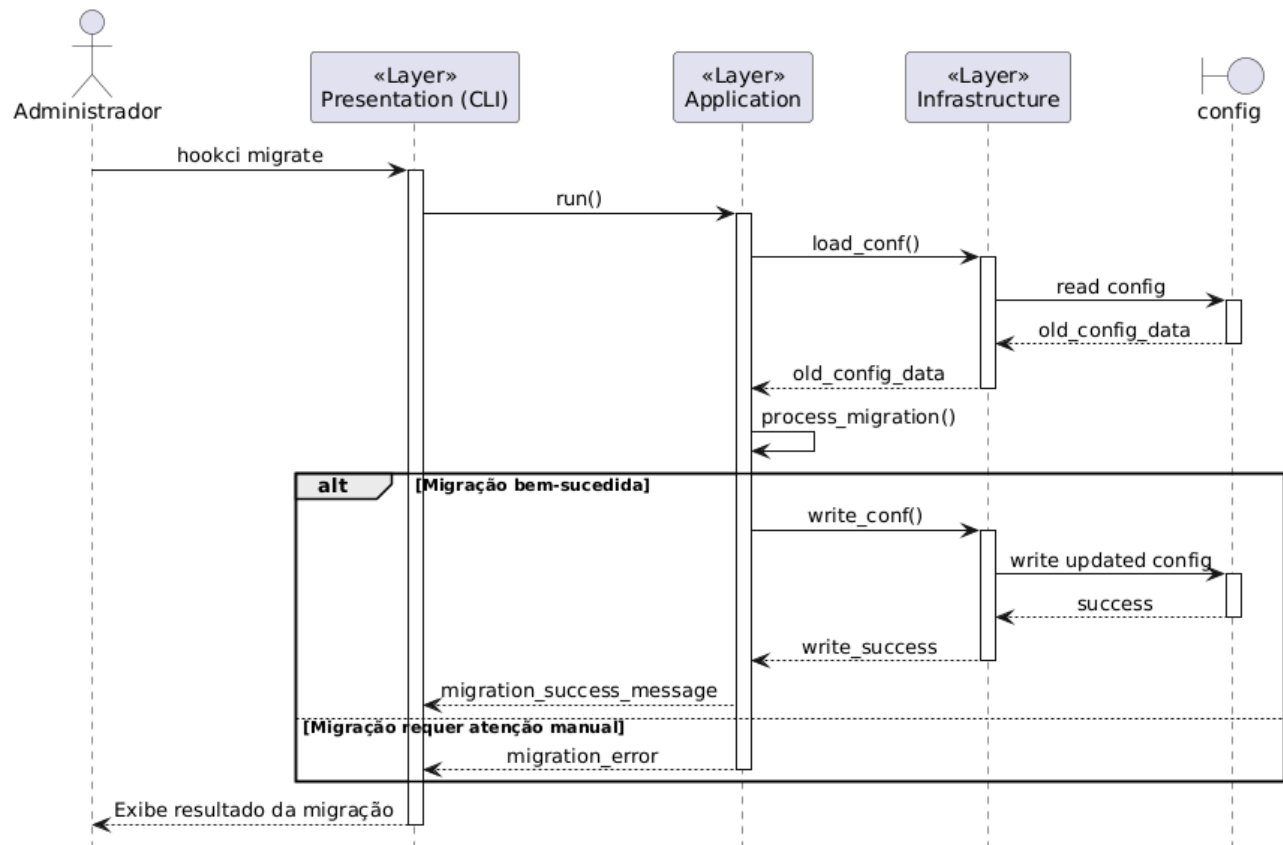 Administrador
«Layer»
Presentation (CLI)
«Layer»
Application
«Layer»
Infrastructure
config
hookci migrate
run()
load_conf()
read config
old_config_data
old_config_data
process_migration()
alt
[Migração bem-sucedida]
write_conf()
write updated config
success
write_success
migration_success_message
[Migração requer atenção manual]
migration_error
Exibe resultado da migração